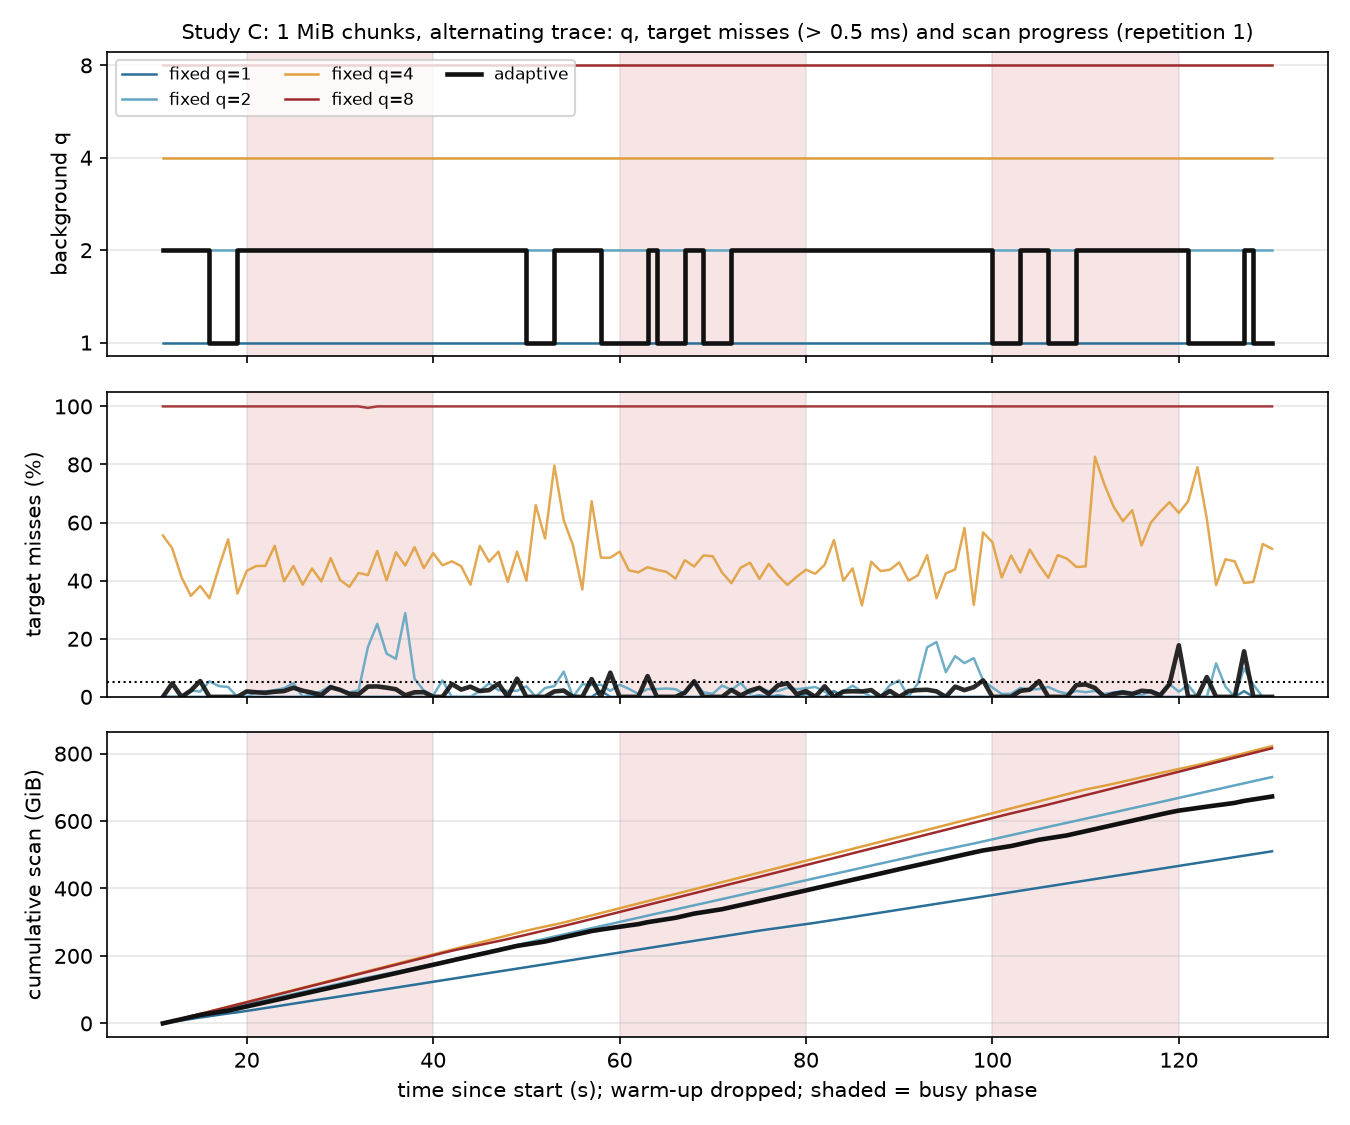 Study C: 1 MiB chunks, alternating trace: q, target misses (> 0.5 ms) and scan progress (repetition 1)
fixed q=1
fixed q=2
fixed q=4
fixed q=8
adaptive
background q
8
4
2
1
target misses (%)
100
80
60
40
20
0
cumulative scan (GiB)
800
600
400
200
0
20 40 60 80 100 120
time since start (s); warm-up dropped; shaded = busy phase